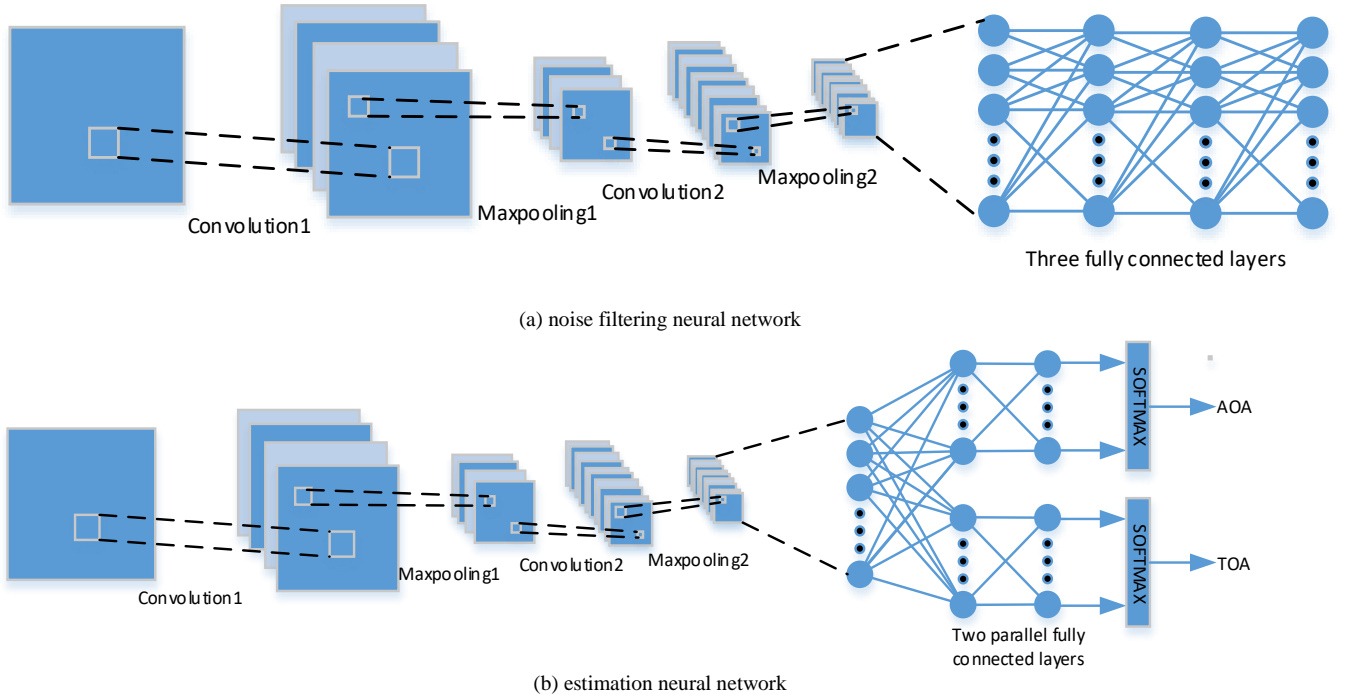 Convolution1
Maxpooling1
Convolution2
Maxpooling2
Three fully connected layers
(a) noise filtering neural network
Convolution1
Maxpooling1
Convolution2
Maxpooling2
SOFTMAX
AOA
SOFTMAX
TOA
Two parallel fully
connected layers
(b) estimation neural network